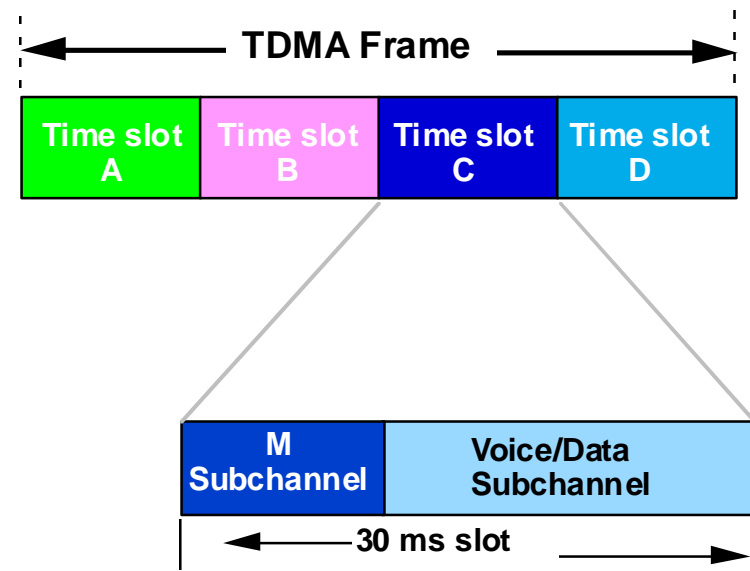 TDMA Frame
Time slot
A
Time slot
B
Time slot
C
Time slot
D
M
Subchannel
Voice/Data
Subchannel
30 ms slot